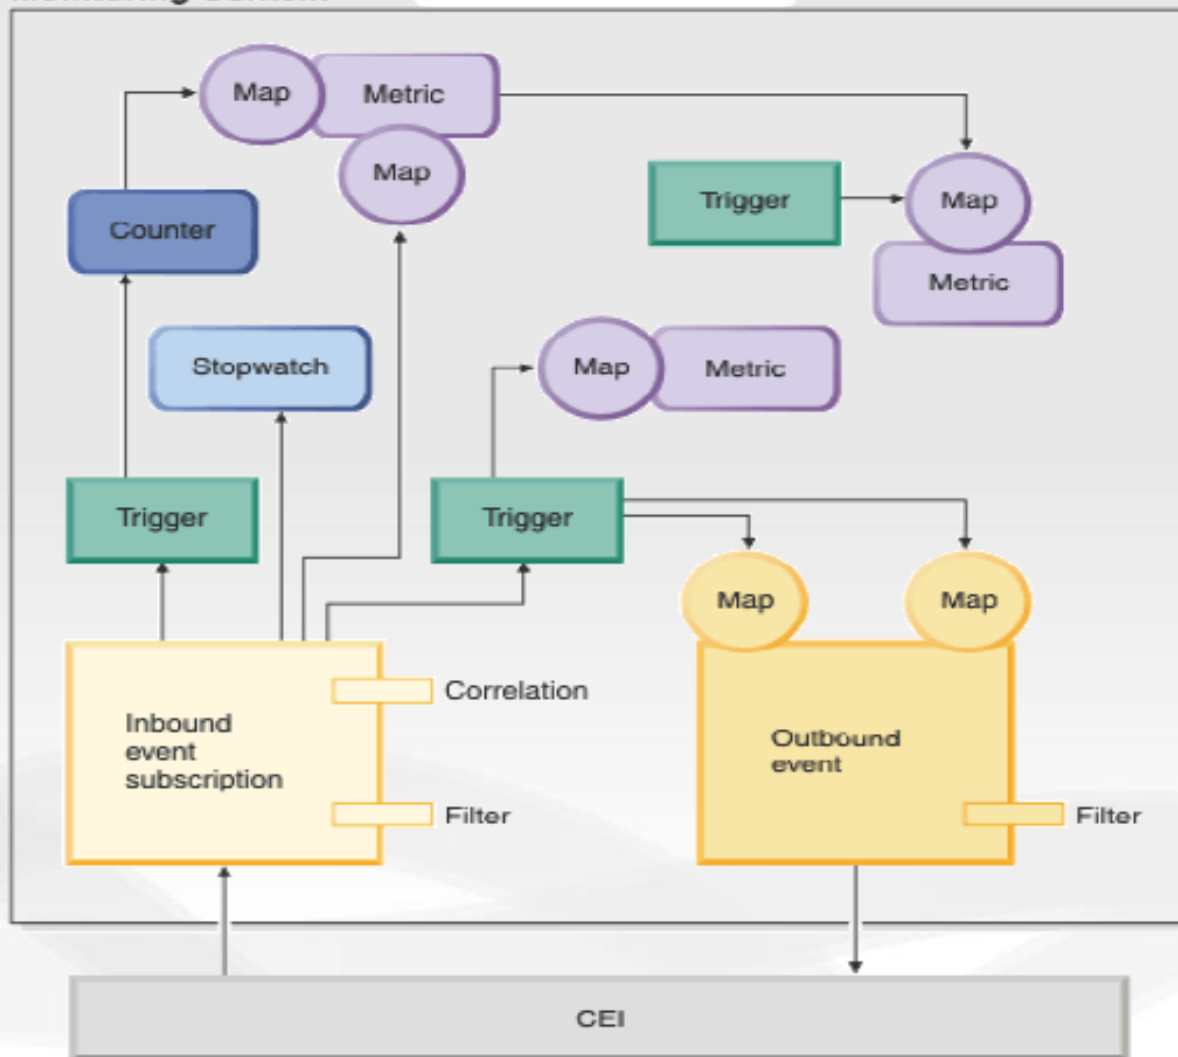 Map
Metric
Map
Counter
Trigger
Map
Metric
Stopwatch
Map
Metric
Trigger
Trigger
Map
Map
Inbound
event
subscription
Correlation
Filter
Outbound
event
Filter
CEI